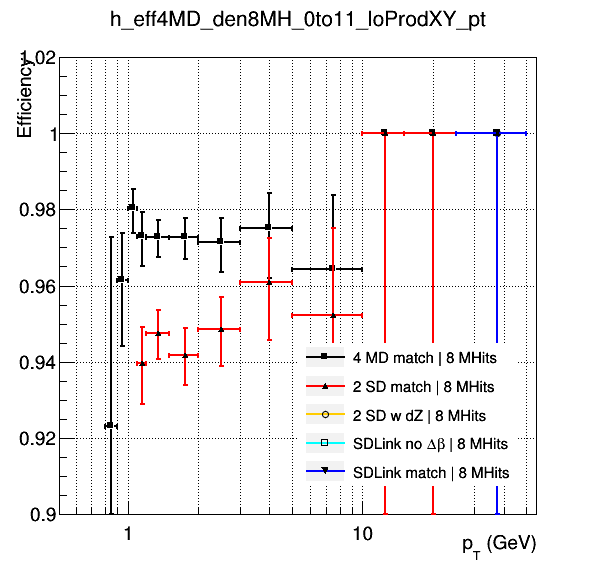 h_eff4MD_den8MH_0to11_loProdXY_pt
Efficiency
1.02
1
0.98
0.96
0.94
0.92
0.9
4 MD match | 8 MHits
2 SD match | 8 MHits
2 SD w dZ | 8 MHits
SDLink no Δβ | 8 MHits
SDLink match | 8 MHits
1
10
p_T (GeV)